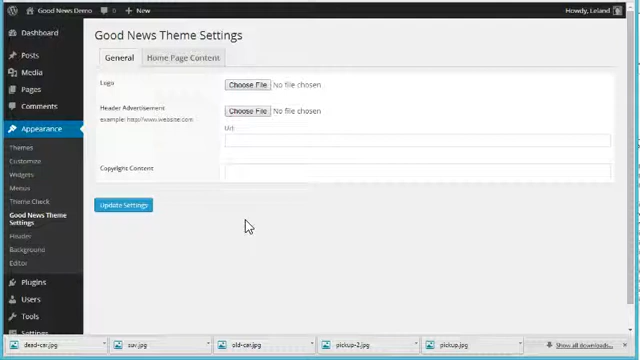 Good News Demo
0
New
Howdy, Leland
Dashboard
Posts
Media
Pages
Comments
Appearance
Themes
Customize
Widgets
Menus
Theme Check
Good News Theme
Settings
Header
Background
Editor
Plugins
Users
Tools
Settings
Good News Theme Settings
General
Home Page Content
Logo
Choose File No file chosen
Header Advertisement
example: http://www.website.com
Choose File No file chosen
Url
Copyright Content
Update Settings
dead-car.jpg
suv.jpg
old-car.jpg
pickup-2.jpg
pickup.jpg
Show all downloads...